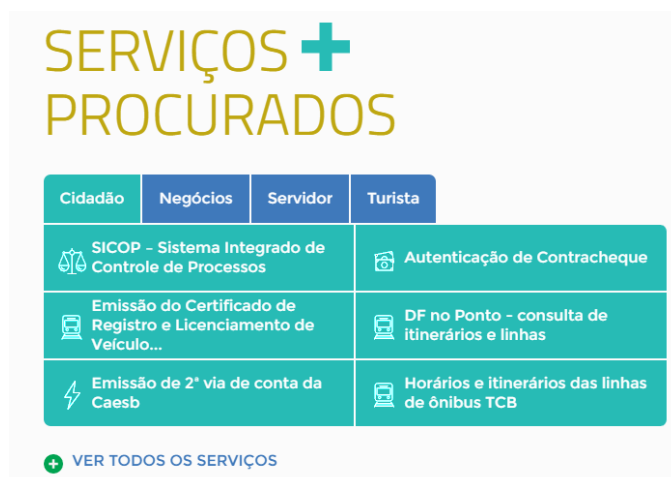 SERVIÇOS +
PROCURADOS
Cidadão
Negócios
Servidor
Turista
SICOP - Sistema Integrado de
Controle de Processos
Autenticação de Contracheque
Emissão do Certificado de
Registro e Licenciamento de
Veículo...
DF no Ponto - consulta de
itinerários e linhas
Emissão de 2ª via de conta da
Caesb
Horários e itinerários das linhas
de ônibus TCB
VER TODOS OS SERVIÇOS